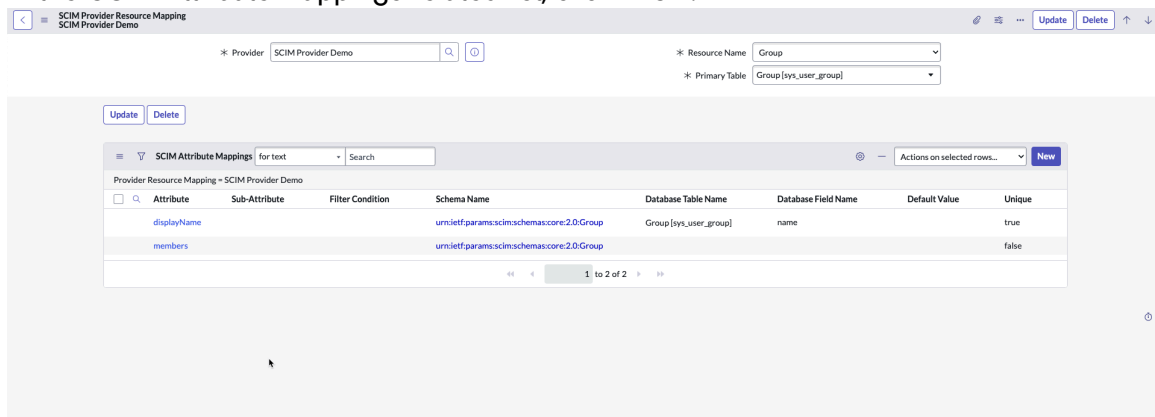 SCIM Provider Resource Mapping
SCIM Provider Demo
Update Delete
* Provider SCIM Provider Demo
* Resource Name Group
* Primary Table Group [sys_user_group]
Update Delete
SCIM Attribute Mappings for text Search Actions on selected rows... New
Provider Resource Mapping = SCIM Provider Demo
Attribute Sub-Attribute Filter Condition Schema Name Database Table Name Database Field Name Default Value Unique
displayName urn:ietf:params:scim:schemas:core:2.0:Group Group [sys_user_group] name true
members urn:ietf:params:scim:schemas:core:2.0:Group false
1 to 2 of 2